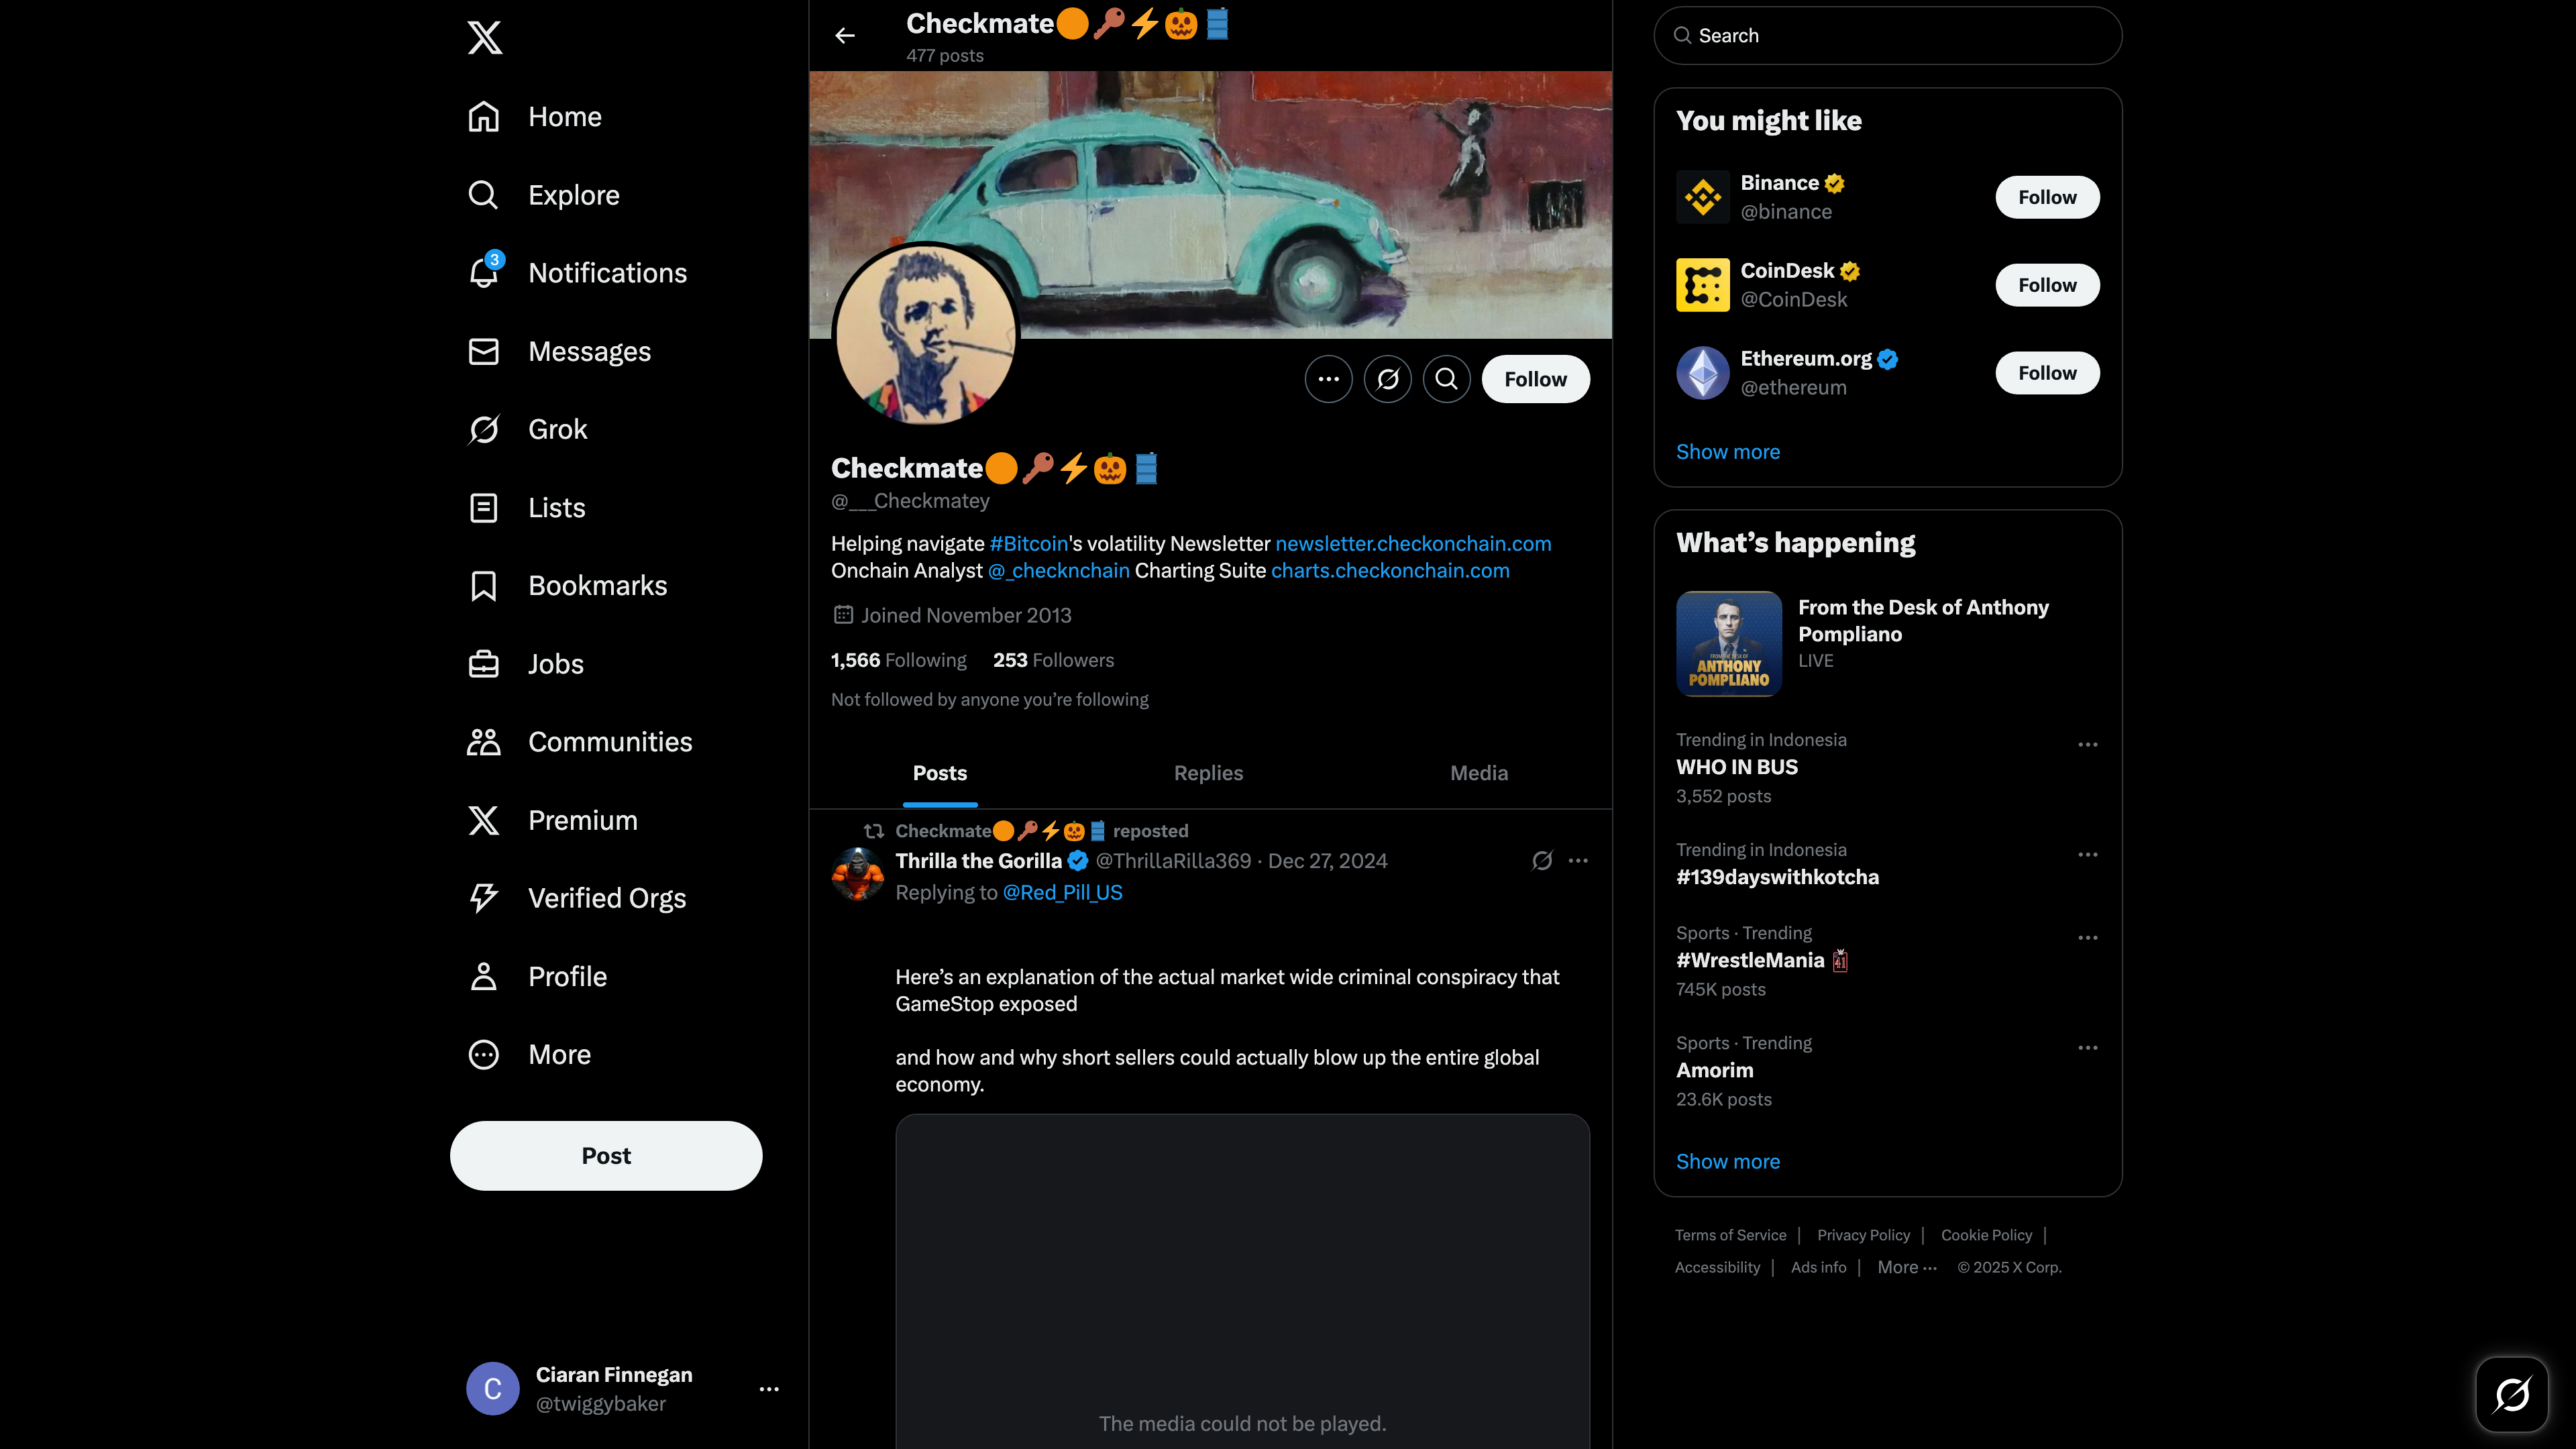 Home
Explore
3
Notifications
Messages
Grok
Lists
Bookmarks
Jobs
Communities
Premium
Verified Orgs
Profile
More
Post
C
Ciaran Finnegan
@twiggybaker
Checkmate🟠🔑⚡🎃🛢️
477 posts
Follow
Checkmate🟠🔑⚡🎃🛢️
@___Checkmatey
Helping navigate #Bitcoin's volatility Newsletter newsletter.checkonchain.com
Onchain Analyst @_checknchain Charting Suite charts.checkonchain.com
Joined November 2013
1,566 Following 253 Followers
Not followed by anyone you’re following
Posts Replies Media
Checkmate🟠🔑⚡🎃🛢️ reposted
Thrilla the Gorilla @ThrillaRilla369 · Dec 27, 2024
Replying to @Red_Pill_US
Here’s an explanation of the actual market wide criminal conspiracy that
GameStop exposed
and how and why short sellers could actually blow up the entire global
economy.
The media could not be played.
Search
You might like
Binance
@binance
Follow
CoinDesk
@CoinDesk
Follow
Ethereum.org
@ethereum
Follow
Show more
What’s happening
FROM THE DESK OF
ANTHONY
POMPLIANO
From the Desk of Anthony
Pompliano
LIVE
Trending in Indonesia
WHO IN BUS
3,552 posts
Trending in Indonesia
#139dayswithkotcha
Sports · Trending
#WrestleMania
41
745K posts
Sports · Trending
Amorim
23.6K posts
Show more
Terms of Service | Privacy Policy | Cookie Policy |
Accessibility | Ads info | More ··· © 2025 X Corp.